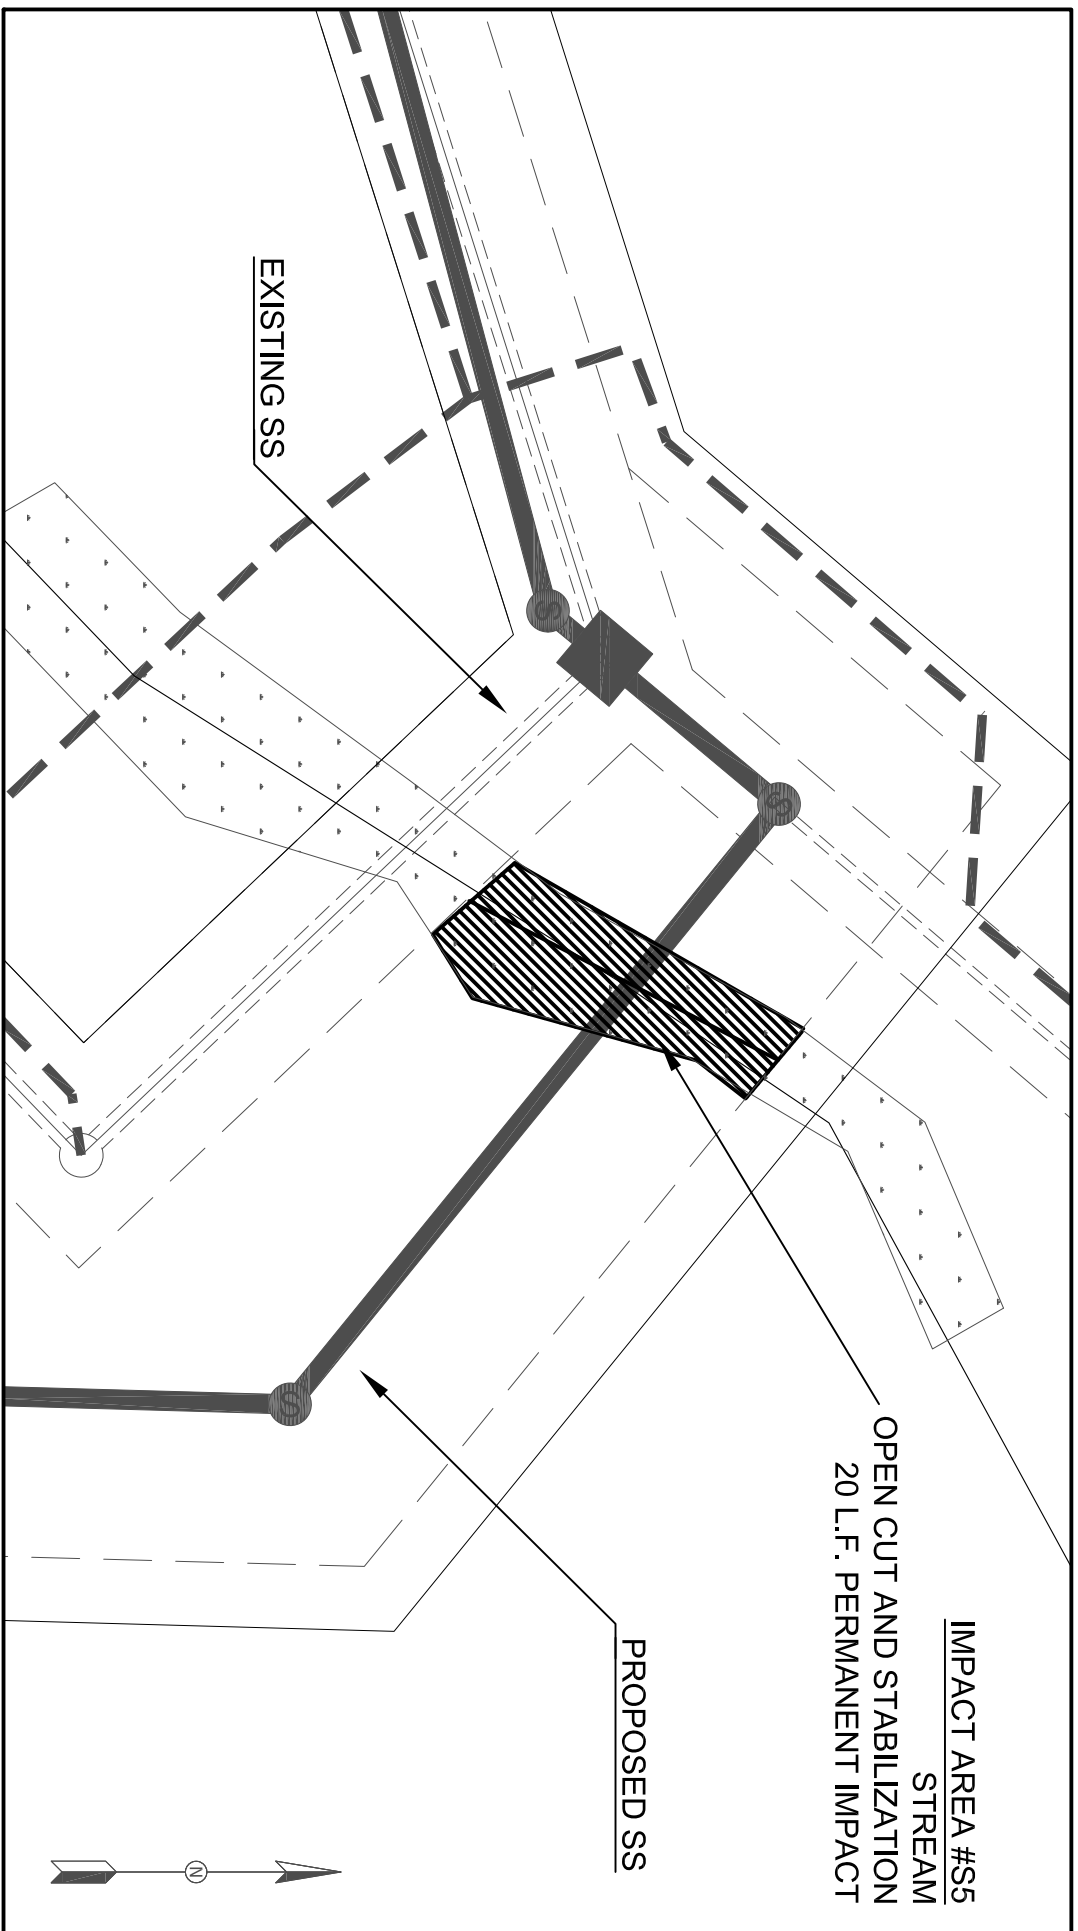 IMPACT AREA #S5
STREAM
OPEN CUT AND STABILIZATION
20 L.F. PERMANENT IMPACT
EXISTING SS
PROPOSED SS
S
S
S
N